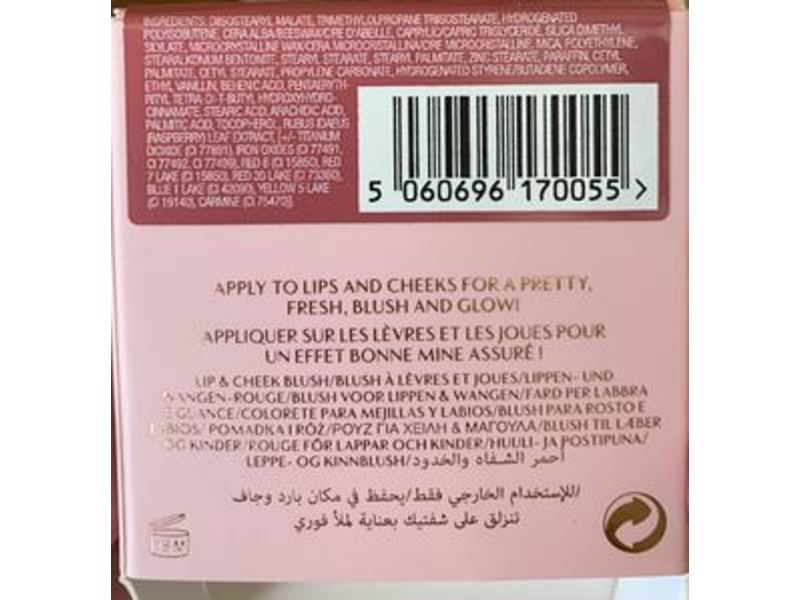 INGREDIENTS: DIISOSTEARYL MALATE, TRIMETHYLOLPROPANE TRIISOSTEARATE, HYDROGENATED
POLYISOBUTENE, CERA ALBA/BEESWAX/CIRE D'ABEILLE, CAPRYLIC/CAPRIC TRIGLYCERIDE, SILICA DIMETHYL
SILYLATE, MICROCRYSTALLINE WAX/CERA MICROCRISTALLINA/CIRE MICROCRISTALLINE, MICA, POLYETHYLENE,
STEARALKONIUM BENTONITE, STEARYL STEARATE, STEARYL PALMITATE, ZINC STEARATE, PARAFFIN, CETYL
PALMITATE, CETYL STEARATE, PROPYLENE CARBONATE, HYDROGENATED STYRENE/BUTADIENE COPOLYMER,
ETHYL VANILLIN, BEHENIC ACID, PENTAERYTH-
RITYL TETRA DI-T-BUTYL HYDROXYHYDRO-
CINNAMATE, STEARIC ACID, ARACHIDIC ACID,
PALMITIC ACID, TOCOPHEROL, RUBUS IDAEUS
(RASPBERRY) LEAF EXTRACT, [+/- TITANIUM
DIOXIDE (CI 77891), IRON OXIDES (CI 77491,
CI 77492, CI 77499), RED 6 (CI 15850), RED
7 LAKE (CI 15850), RED 30 LAKE (CI 73360),
BLUE 1 LAKE (CI 42090), YELLOW 5 LAKE
(CI 19140), CARMINE (CI 75470)]
5 060696 170055 >
APPLY TO LIPS AND CHEEKS FOR A PRETTY,
FRESH, BLUSH AND GLOW!
APPLIQUER SUR LES LÈVRES ET LES JOUES POUR
UN EFFET BONNE MINE ASSURÉ !
LIP & CHEEK BLUSH/BLUSH À LÈVRES ET JOUES/LIPPEN- UND
WANGEN-ROUGE/BLUSH VOOR LIPPEN & WANGEN/FARD PER LABBRA
E GUANCE/COLORETE PARA MEJILLAS Y LABIOS/BLUSH PARA ROSTO E
LABIOS/ POMADKA I RÓŻ/ΡΟΥΖ ΓΙΑ ΧΕΙΛΗ & ΜΑΓΟΥΛΑ/BLUSH TIL LÆBER
OG KINDER/ROUGE FÖR LÄPPAR OCH KINDER/HUULI- JA POSTIPUNA/
LEPPE- OG KINNBLUSH/أحمر الشفاه والخدود
/للإستخدام الخارجي فقط/يحفظ في مكان بارد وجاف
تنزلق على شفتيك بعناية لملأ فوري